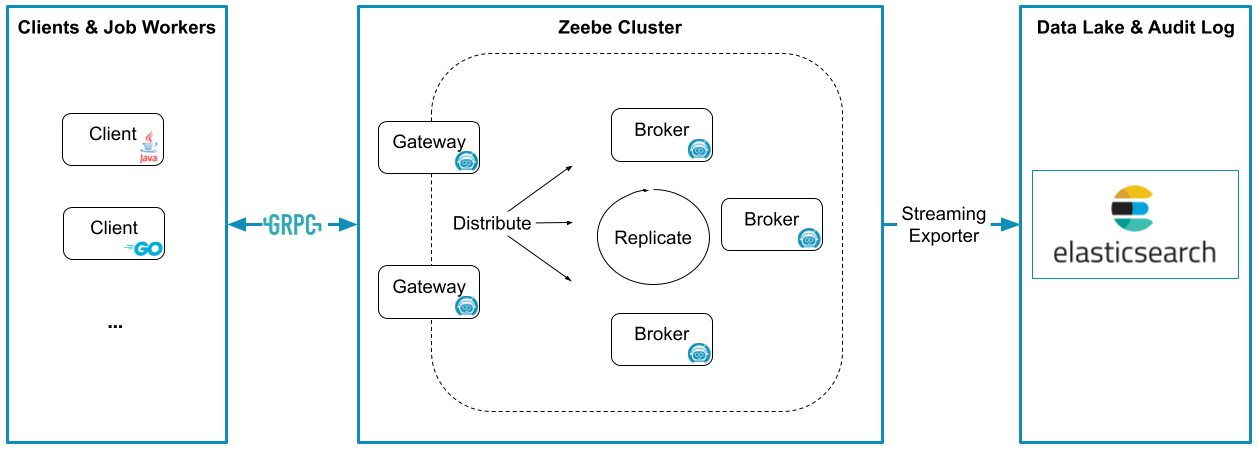 Clients & Job Workers
Client
Java
Client
GO
...
GRPC
Zeebe Cluster
Gateway
Gateway
Distribute
Broker
Replicate
Broker
Broker
Streaming
Exporter
Data Lake & Audit Log
elasticsearch